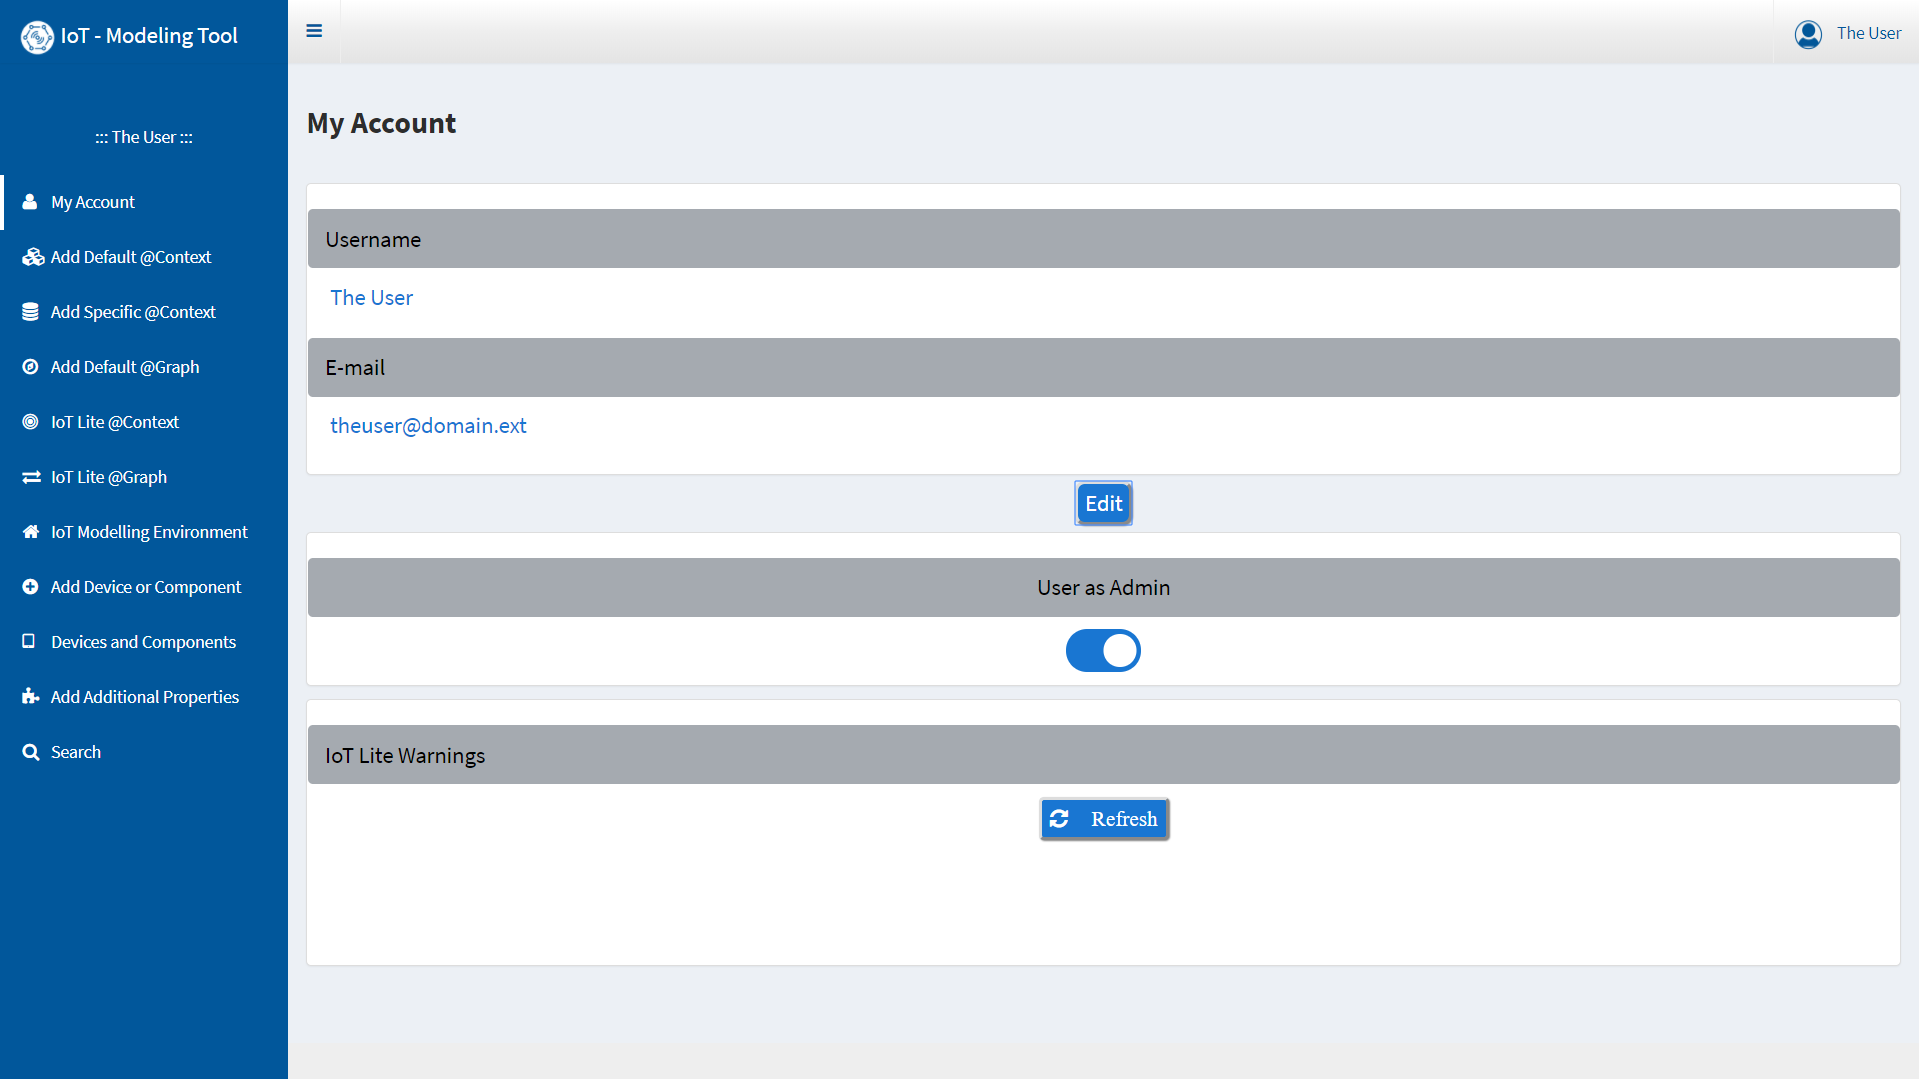 IoT - Modeling Tool
The User
::: The User :::
My Account
Add Default @Context
Add Specific @Context
Add Default @Graph
IoT Lite @Context
IoT Lite @Graph
IoT Modelling Environment
Add Device or Component
Devices and Components
Add Additional Properties
Search
My Account
Username
The User
E-mail
theuser@domain.ext
Edit
User as Admin
IoT Lite Warnings
Refresh